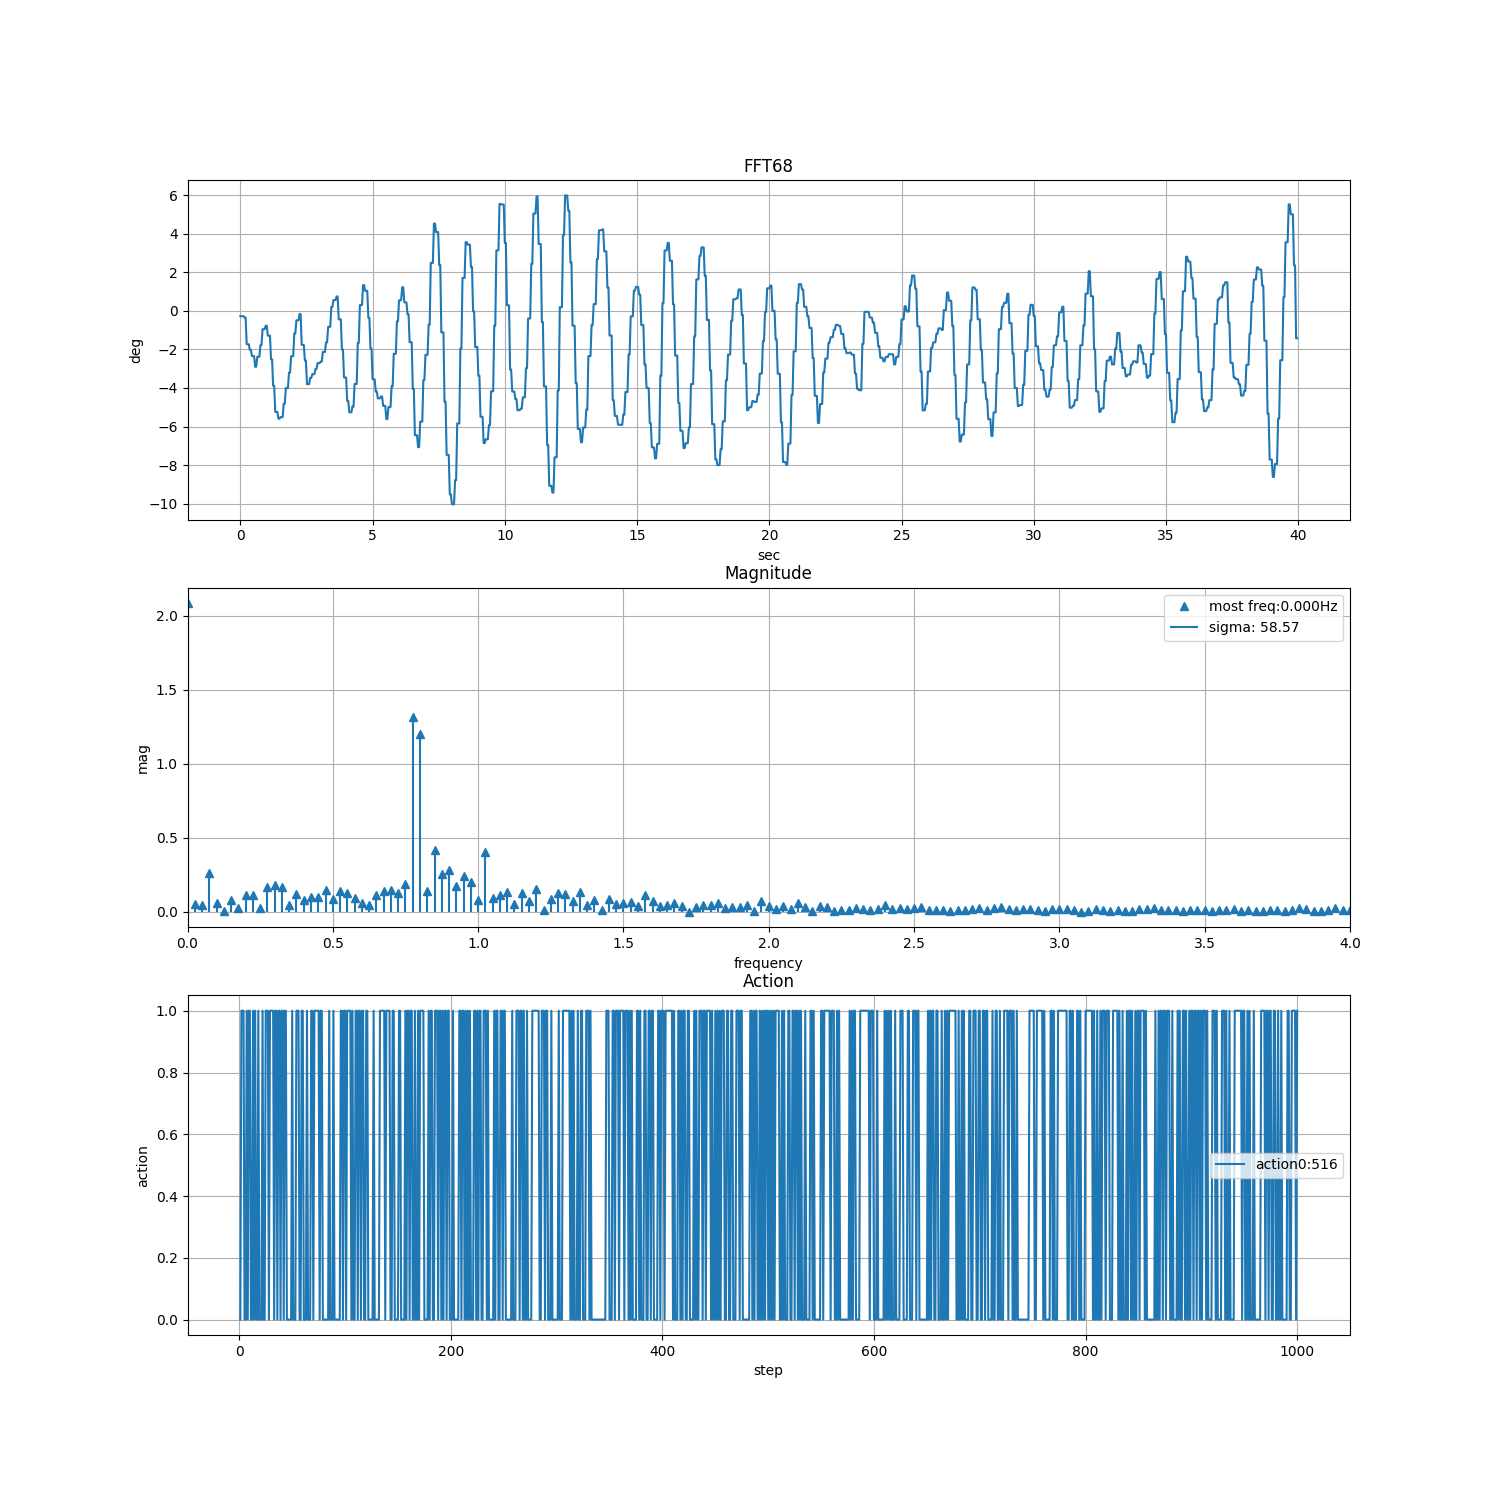 FFT68
6
4
2
0
−2
−4
−6
−8
−10
deg
0 5 10 15 20 25 30 35 40
sec
Magnitude
2.0
1.5
1.0
0.5
0.0
mag
most freq:0.000Hz
sigma: 58.57
0.0 0.5 1.0 1.5 2.0 2.5 3.0 3.5 4.0
frequency
Action
1.0
0.8
0.6
0.4
0.2
0.0
action
action0:516
0 200 400 600 800 1000
step